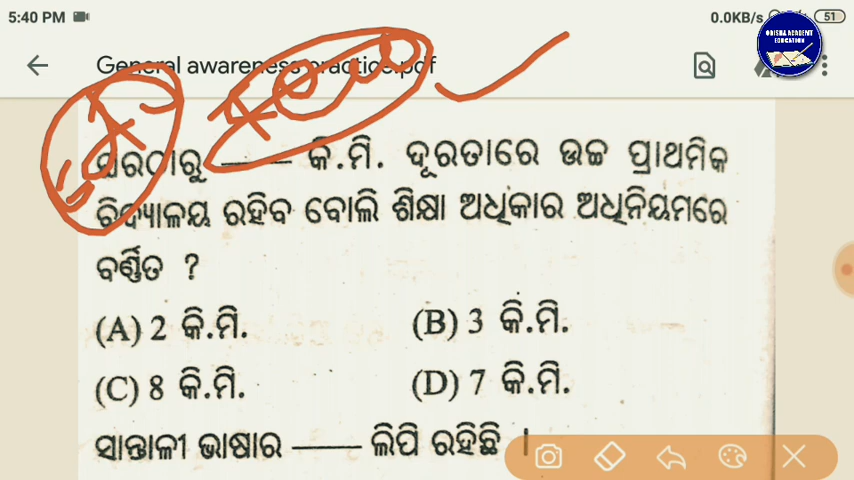 5:40 PM
0.0KB/s
51
ODISHA ACADEMY
EDUCATION
General awareness practice.pdf
ଘରଠାରୁ —— କି.ମି. ଦୂରତାରେ ଉଚ୍ଚ ପ୍ରାଥମିକ
ବିଦ୍ୟାଳୟ ରହିବ ବୋଲି ଶିକ୍ଷା ଅଧିକାର ଅଧିନିୟମରେ
ବର୍ଣ୍ଣିତ ?
(A) 2 କି.ମି. (B) 3 କି.ମି.
(C) 8 କି.ମି. (D) 7 କି.ମି.
ସାନ୍ତାଳୀ ଭାଷାର —— ଲିପି ରହିଛି ।